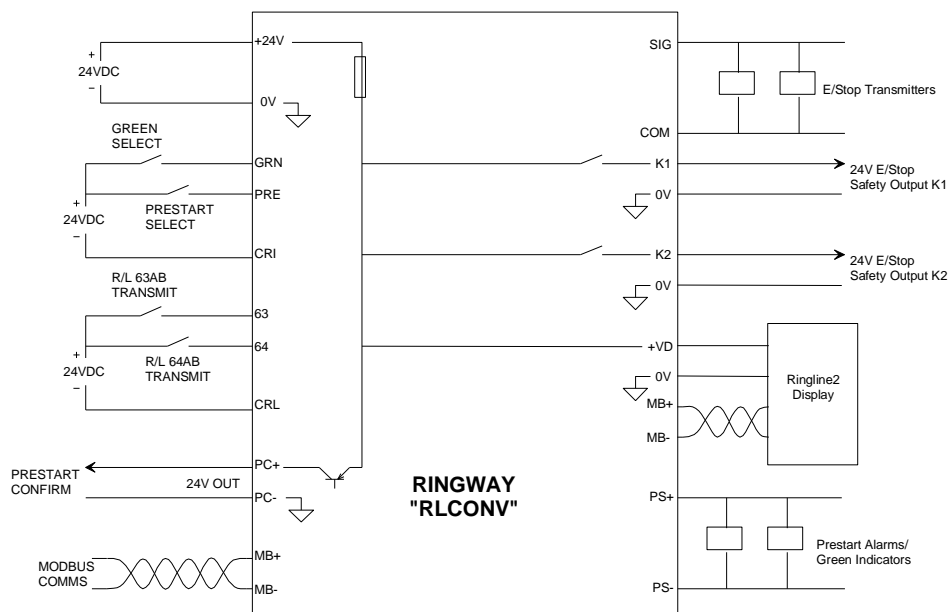 +24V
+
24VDC
−
0V
GREEN
SELECT
GRN
PRE
PRESTART
SELECT
+
24VDC
−
CRI
R/L 63AB
TRANSMIT
63
64
R/L 64AB
TRANSMIT
+
24VDC
−
CRL
PC+
PRESTART
CONFIRM
24V OUT
PC-
MB+
MODBUS
COMMS
MB-
RINGWAY
"RLCONV"
SIG
E/Stop Transmitters
COM
K1
24V E/Stop
Safety Output K1
0V
K2
24V E/Stop
Safety Output K2
0V
+VD
0V
MB+
MB-
Ringline2
Display
PS+
Prestart Alarms/
Green Indicators
PS-